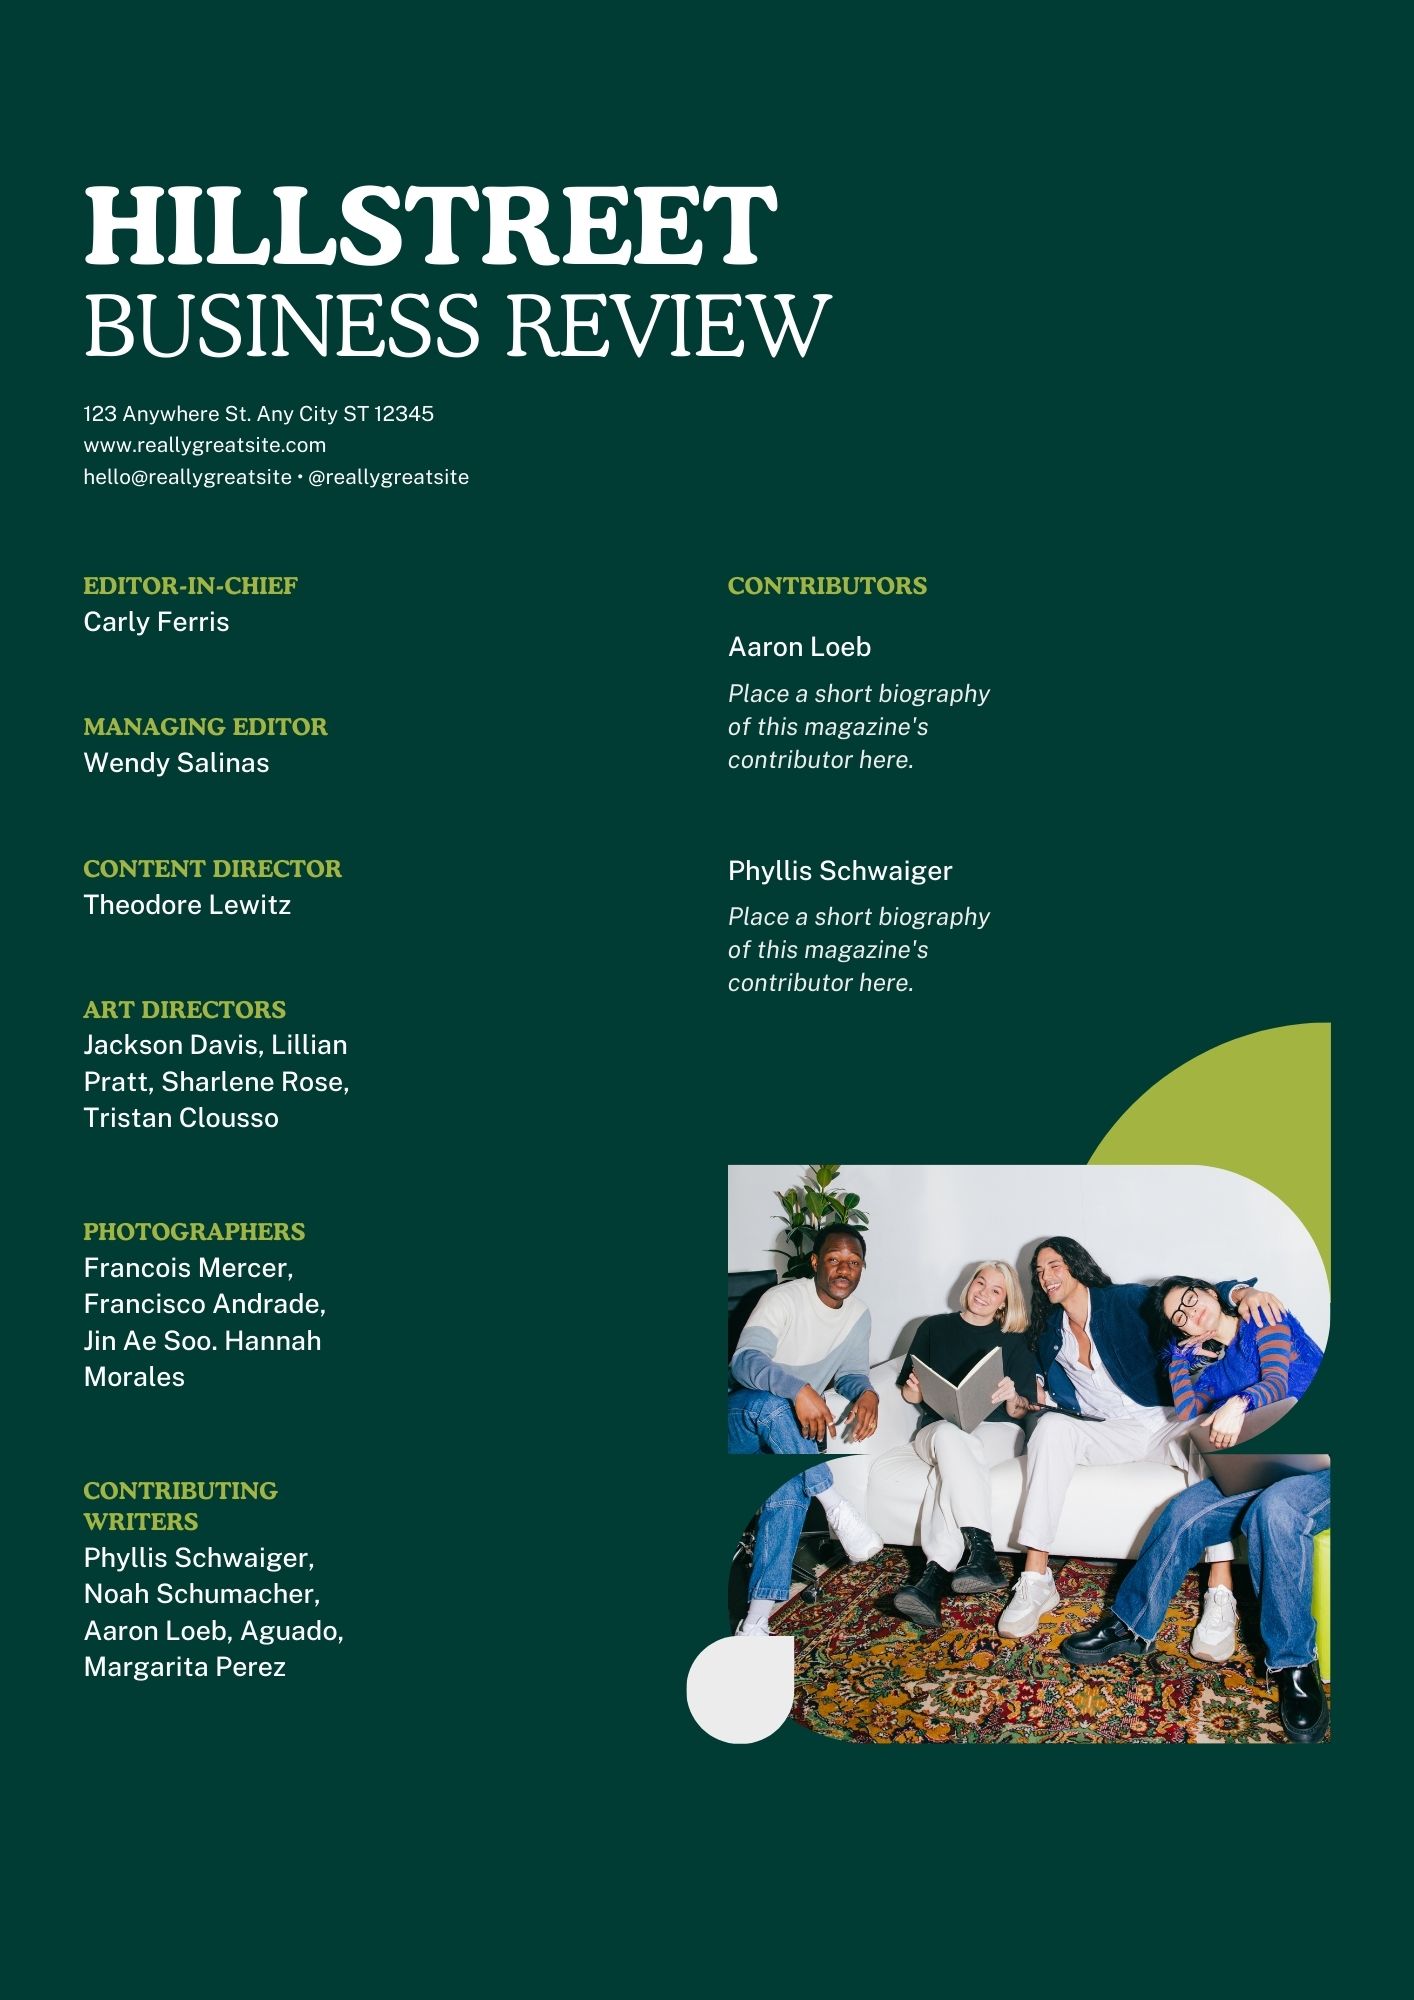 HILLSTREET
BUSINESS REVIEW
123 Anywhere St. Any City ST 12345
www.reallygreatsite.com
hello@reallygreatsite • @reallygreatsite
EDITOR-IN-CHIEF
Carly Ferris
MANAGING EDITOR
Wendy Salinas
CONTENT DIRECTOR
Theodore Lewitz
ART DIRECTORS
Jackson Davis, Lillian
Pratt, Sharlene Rose,
Tristan Clousso
PHOTOGRAPHERS
Francois Mercer,
Francisco Andrade,
Jin Ae Soo. Hannah
Morales
CONTRIBUTING
WRITERS
Phyllis Schwaiger,
Noah Schumacher,
Aaron Loeb, Aguado,
Margarita Perez
CONTRIBUTORS
Aaron Loeb
Place a short biography
of this magazine's
contributor here.
Phyllis Schwaiger
Place a short biography
of this magazine's
contributor here.